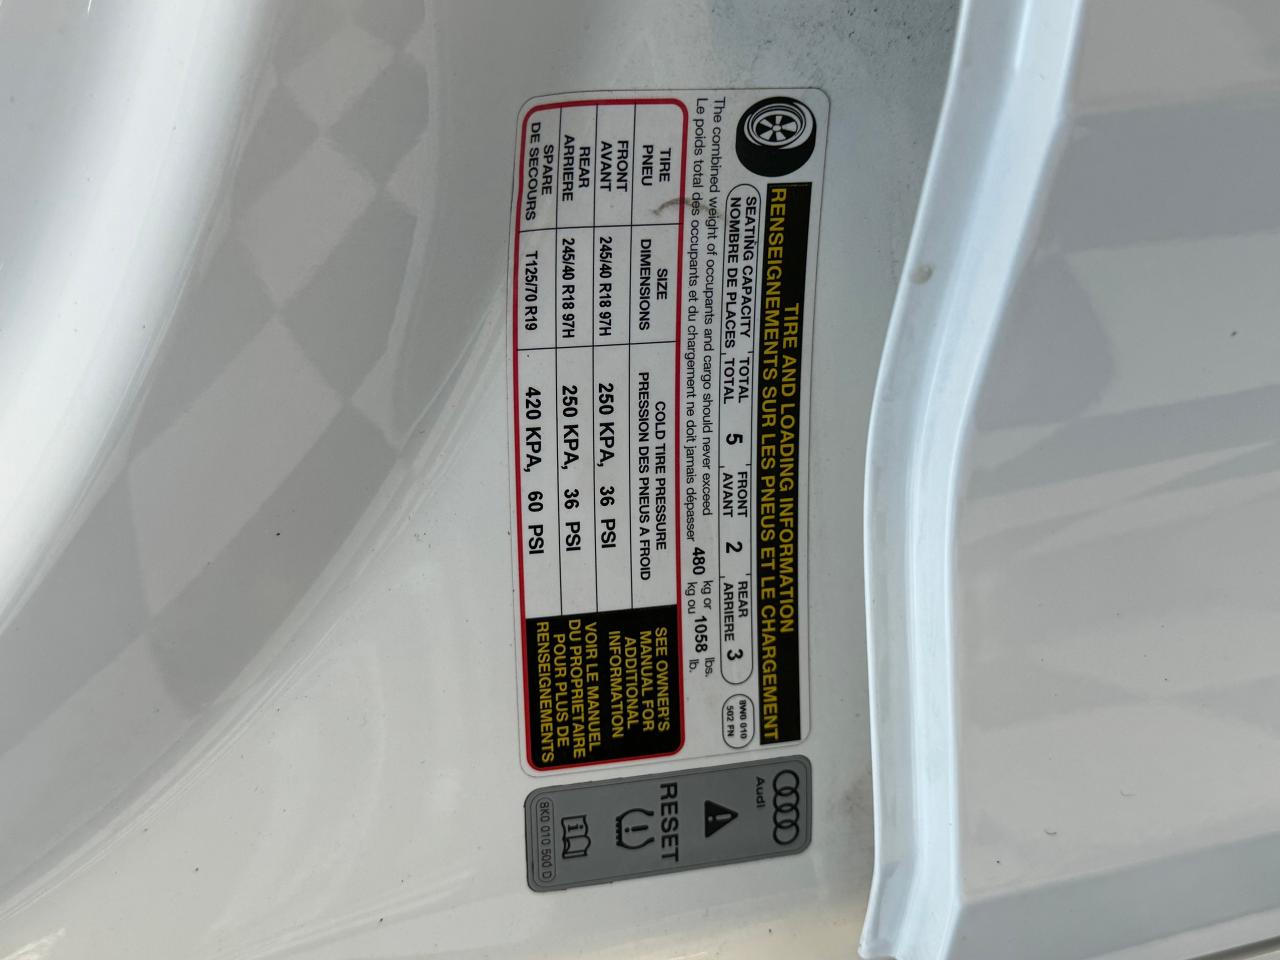 TIRE AND LOADING INFORMATION
RENSEIGNEMENTS SUR LES PNEUS ET LE CHARGEMENT
SEATING CAPACITY TOTAL 5 FRONT 2 REAR 3
NOMBRE DE PLACES TOTAL AVANT ARRIERE
8W0 010
502 FN
The combined weight of occupants and cargo should never exceed 480 kg or 1058 lbs.
Le poids total des occupants et du chargement ne doit jamais dépasser kg ou lb.
TIRE SIZE COLD TIRE PRESSURE
PNEU DIMENSIONS PRESSION DES PNEUS A FROID
FRONT
AVANT 245/40 R18 97H 250 KPA, 36 PSI
REAR
ARRIERE 245/40 R18 97H 250 KPA, 36 PSI
SPARE
DE SECOURS T125/70 R19 420 KPA, 60 PSI
SEE OWNER'S
MANUAL FOR
ADDITIONAL
INFORMATION
VOIR LE MANUEL
DU PROPRIETAIRE
POUR PLUS DE
RENSEIGNEMENTS
Audi
RESET
8K0 010 500 D